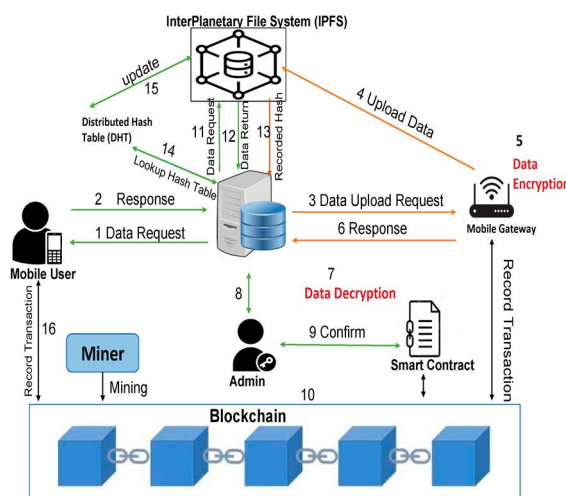 InterPlanetary File System (IPFS)
update
15
4 Upload Data
Distributed Hash
Table (DHT)
11
Data Request
12
Data Return
13
Recorded Hash
14
Lookup Hash Table
5
Data
Encryption
2 Response
3 Data Upload Request
Mobile Gateway
1 Data Request
6 Response
Mobile User
7
Data Decryption
8
9 Confirm
Record Transaction
16
Miner
Admin
Smart Contract
Record Transaction
Mining
10
Blockchain